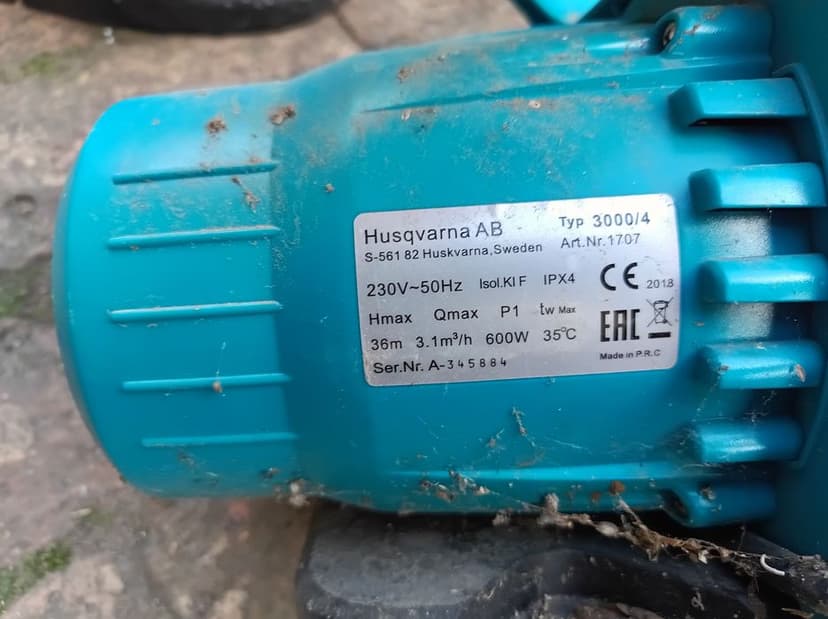 Husqvarna AB Typ 3000/4
S-561 82 Huskvarna,Sweden Art.Nr.1707
230V~50Hz Isol.Kl F IPX4 CE 2018
Hmax Qmax P1 tw Max
36m 3.1m³/h 600W 35°C EAC
Ser.Nr. A-345884 Made in P.R.C